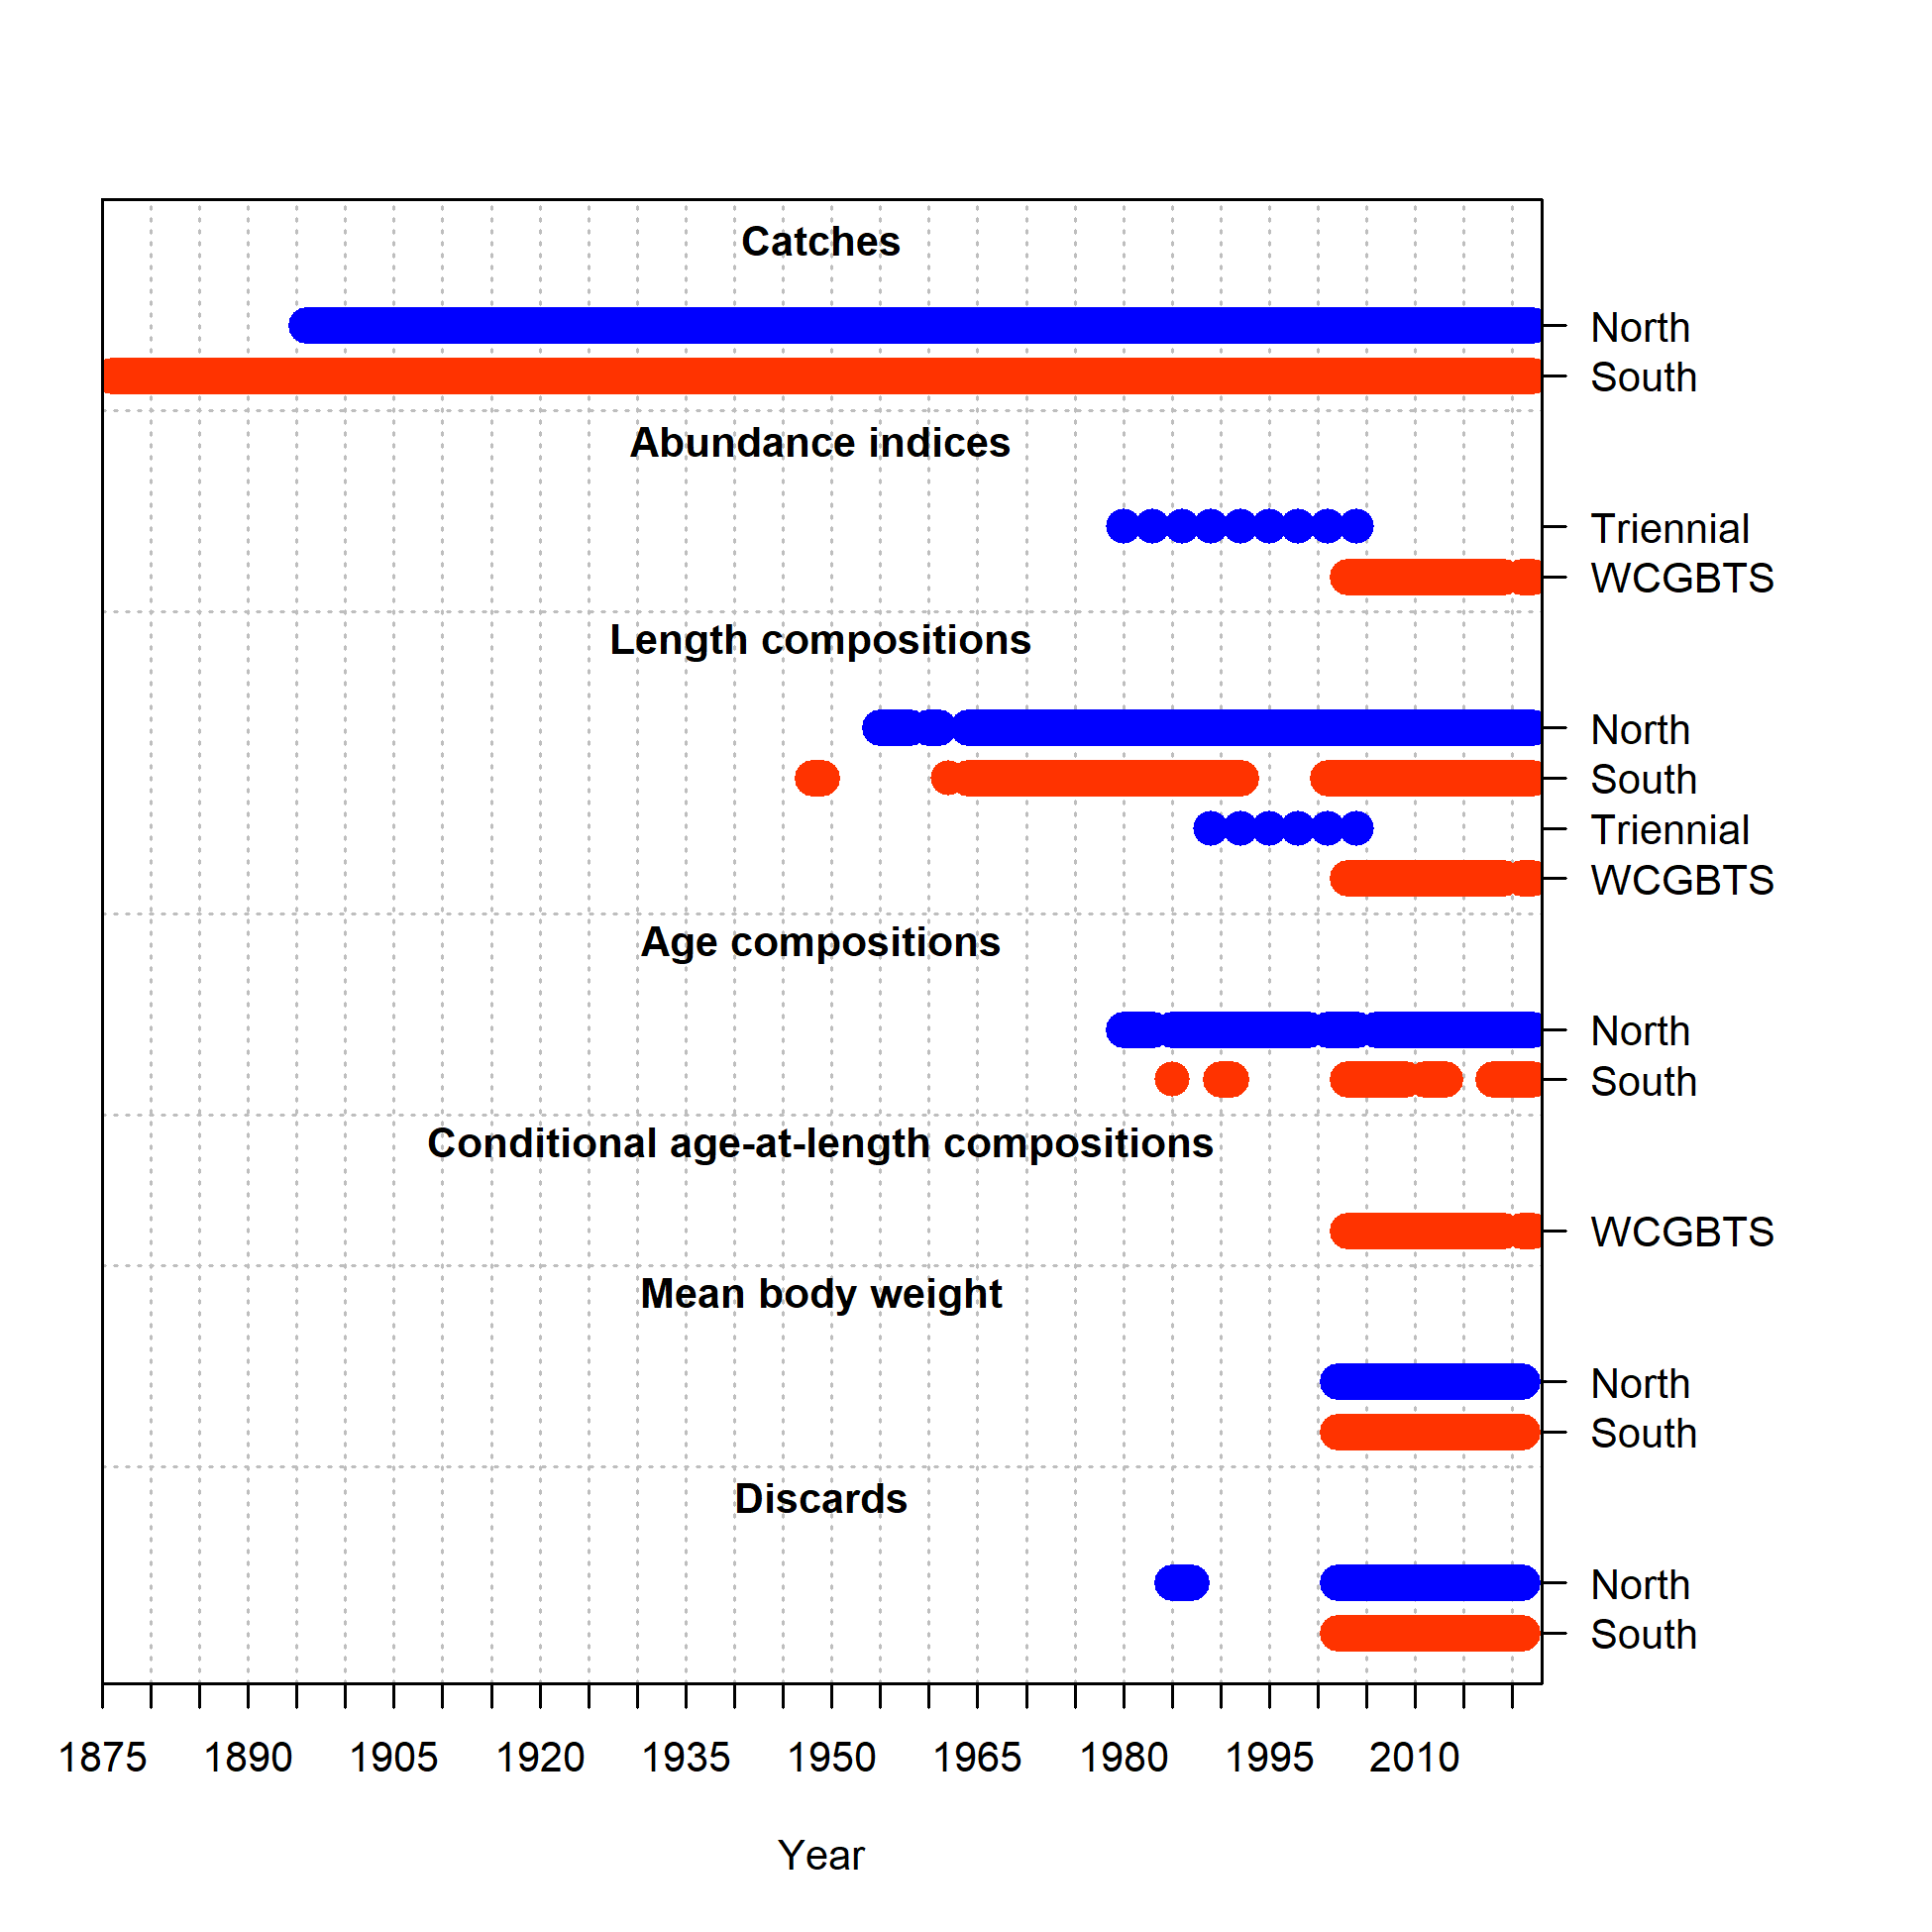 Catches
North
South
Abundance indices
Triennial
WCGBTS
Length compositions
North
South
Triennial
WCGBTS
Age compositions
North
South
Conditional age-at-length compositions
WCGBTS
Mean body weight
North
South
Discards
North
South
1875 1890 1905 1920 1935 1950 1965 1980 1995 2010
Year